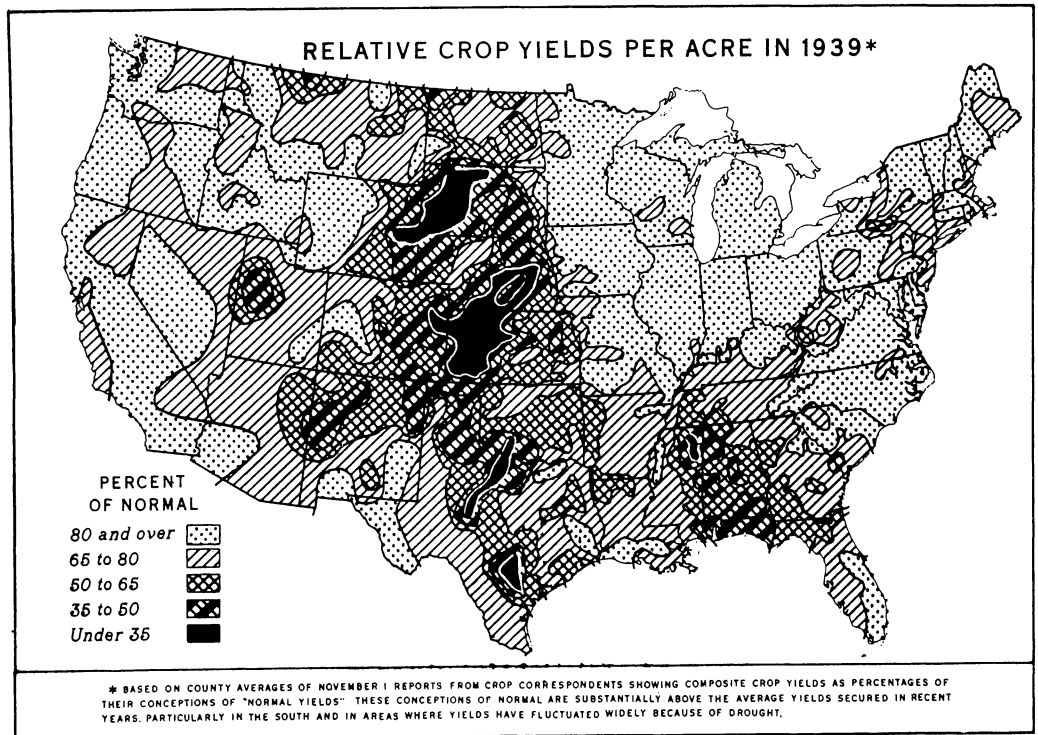 RELATIVE CROP YIELDS PER ACRE IN 1939*
PERCENT
OF NORMAL
80 and over
65 to 80
50 to 65
35 to 50
Under 35
* BASED ON COUNTY AVERAGES OF NOVEMBER 1 REPORTS FROM CROP CORRESPONDENTS SHOWING COMPOSITE CROP YIELDS AS PERCENTAGES OF
THEIR CONCEPTIONS OF "NORMAL YIELDS" THESE CONCEPTIONS OF NORMAL ARE SUBSTANTIALLY ABOVE THE AVERAGE YIELDS SECURED IN RECENT
YEARS. PARTICULARLY IN THE SOUTH AND IN AREAS WHERE YIELDS HAVE FLUCTUATED WIDELY BECAUSE OF DROUGHT.